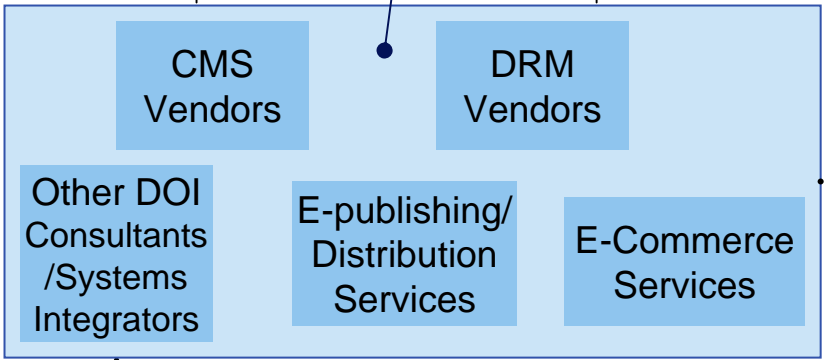 CMS
Vendors
DRM
Vendors
Other DOI
Consultants
/Systems
Integrators
E-publishing/
Distribution
Services
E-Commerce
Services